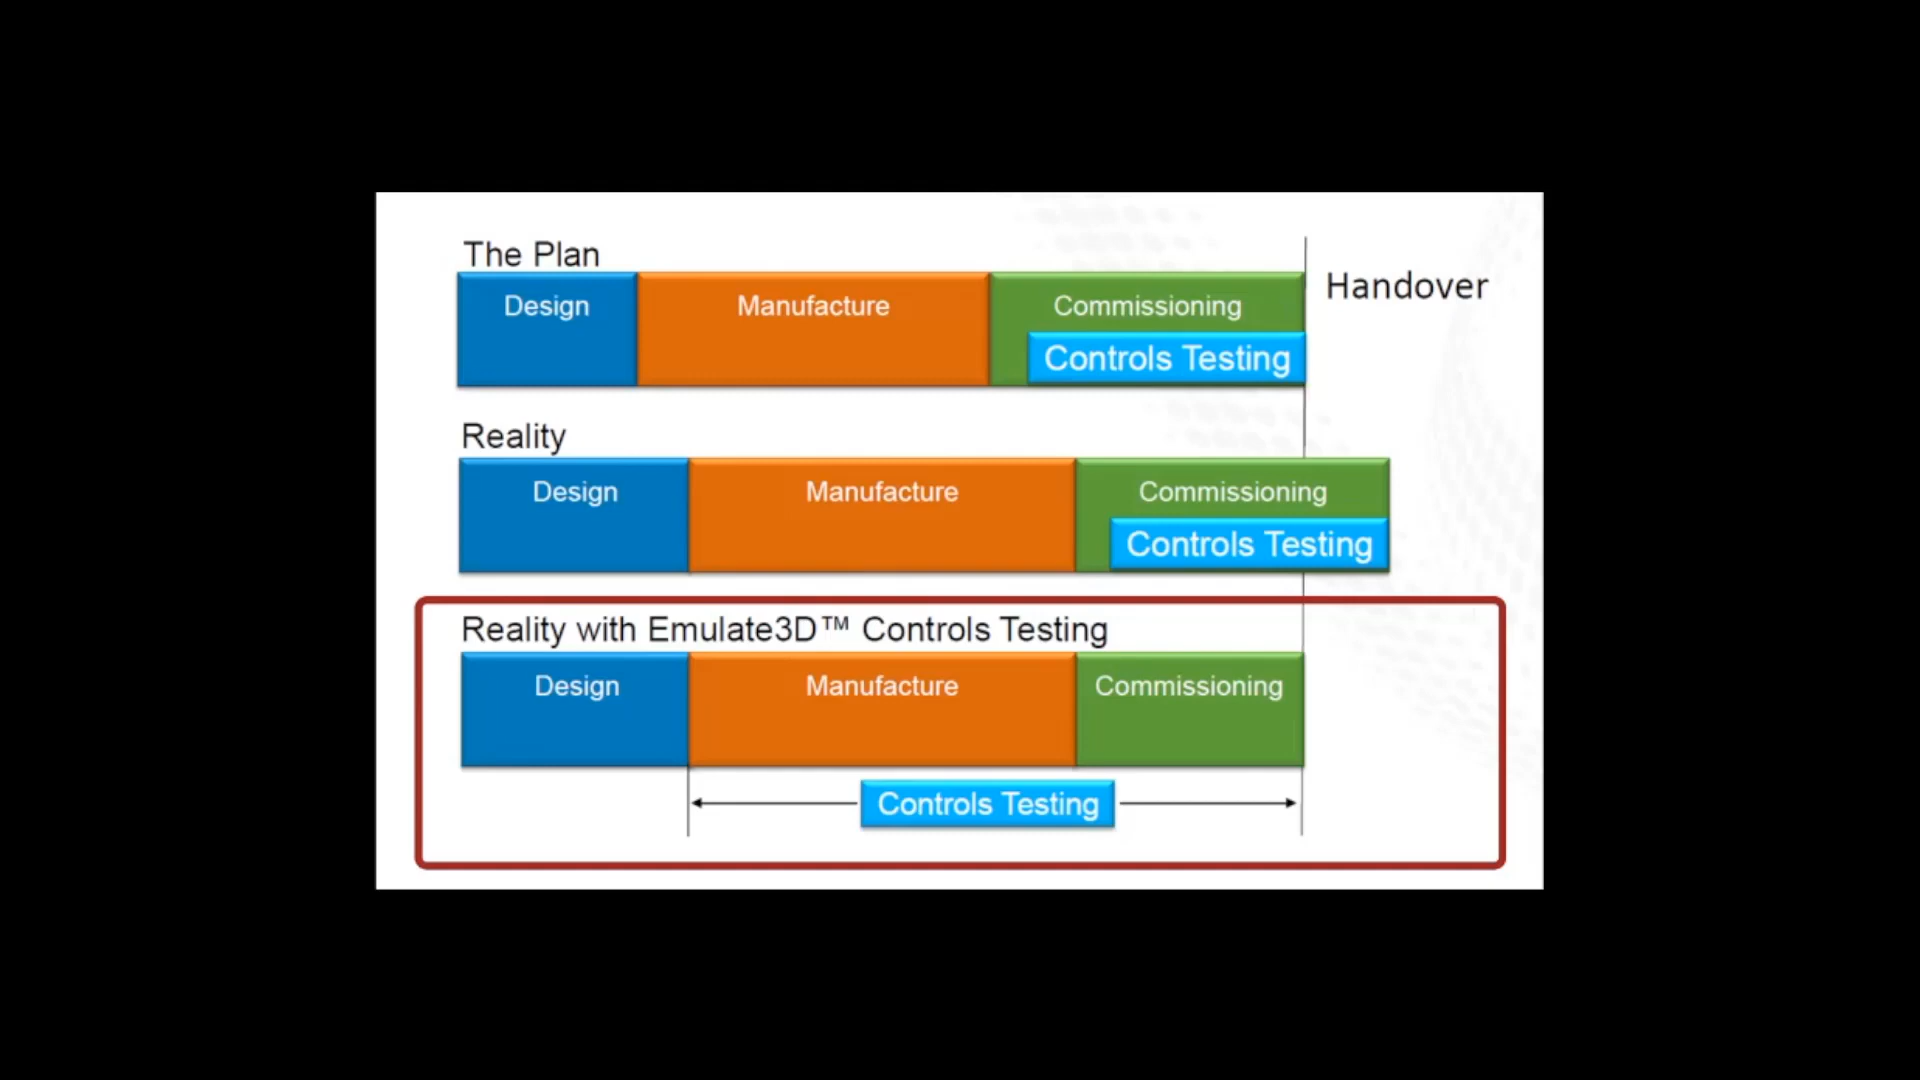 The Plan
Handover
Design
Manufacture
Commissioning
Controls Testing
Reality
Design
Manufacture
Commissioning
Controls Testing
Reality with Emulate3D™ Controls Testing
Design
Manufacture
Commissioning
Controls Testing